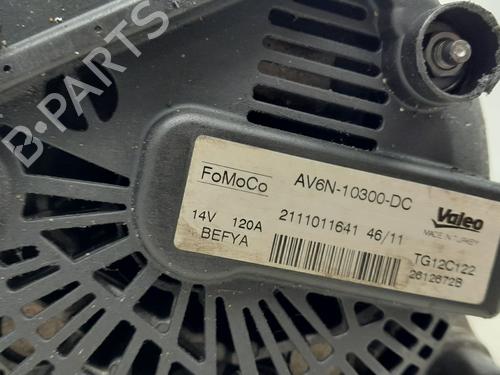 B-PARTS
FoMoCo
AV6N-10300-DC
Valeo
MADE IN TURKEY
14V 120A
2111011641 46/11
BEFYA
TG12C122
2612672B